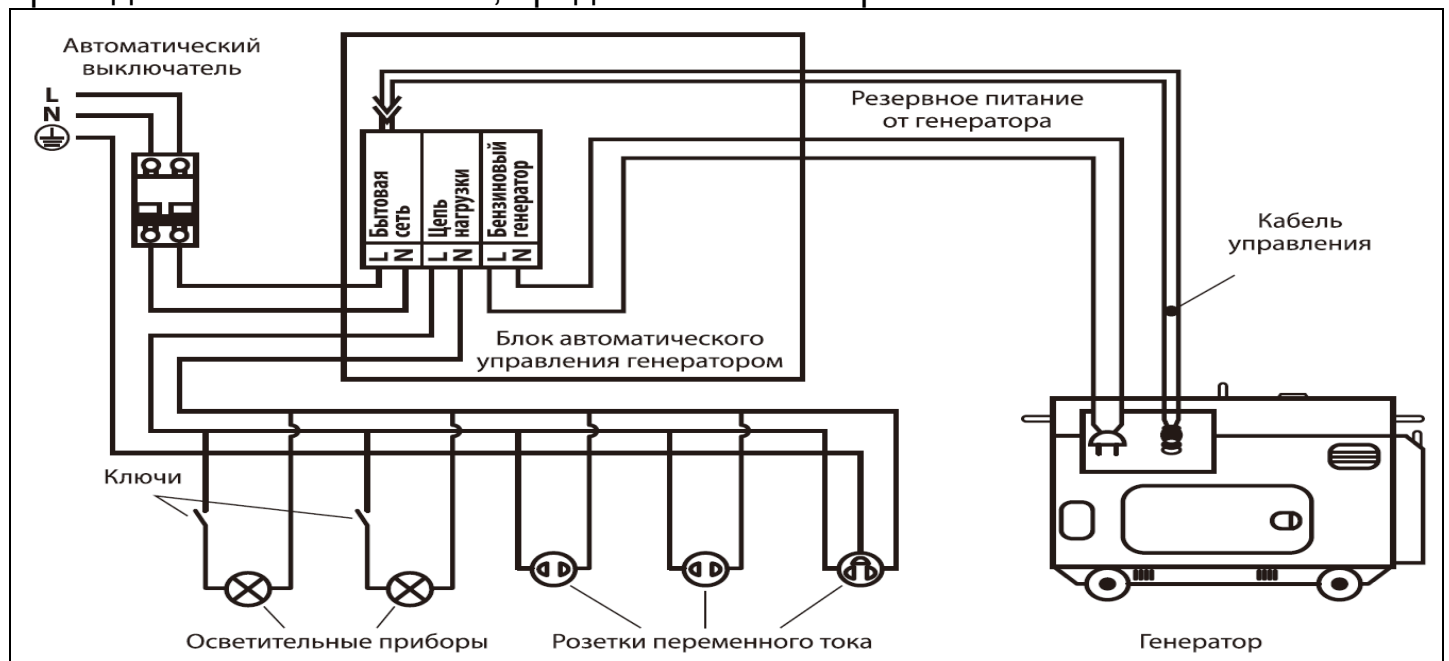 Автоматический
выключатель
L
N
Резервное питание
от генератора
Бытовая
сеть
Цепь
нагрузки
Бензиновый
генератор
L
N
L
N
L
N
Кабель
управления
Блок автоматического
управления генератором
Ключи
Осветительные приборы
Розетки переменного тока
Генератор